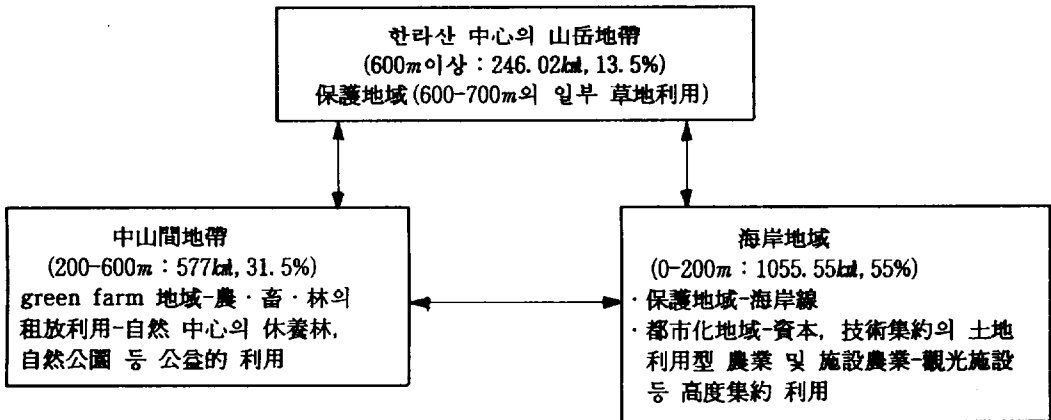 한라산 中心의 山岳地帶
(600m이상 : 246.02㎢, 13.5%)
保護地域(600-700m의 일부 草地利用)
中山間地帶
(200-600m : 577㎢, 31.5%)
green farm 地域-農·畜·林의
粗放利用-自然 中心의 休養林,
自然公園 등 公益的 利用
海岸地域
(0-200m : 1055.55㎢, 55%)
·保護地域-海岸線
·都市化地域-資本, 技術集約의 土地
利用型 農業 및 施設農業-觀光施設
등 高度集約 利用